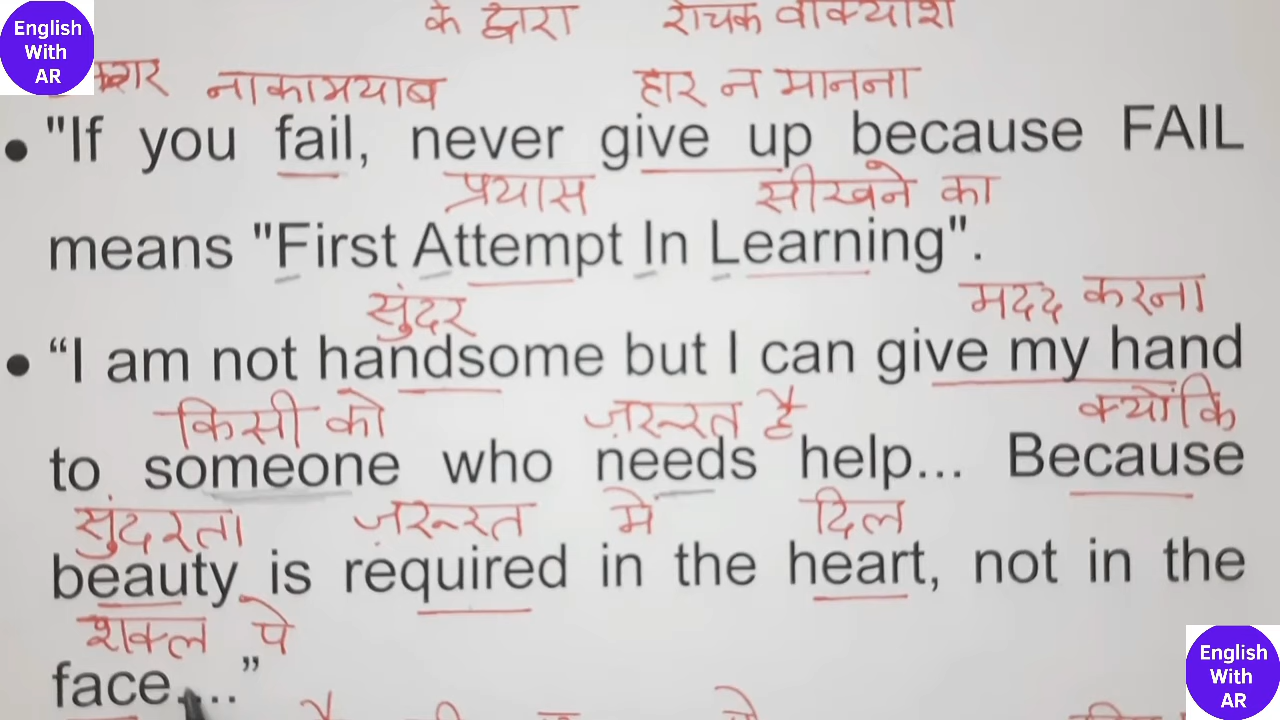 English
With
AR
के द्वारा रोचक वाक्यांश
अगर नाकामयाब हार न मानना
• "If you fail, never give up because FAIL
प्रयास सीखने का
means "First Attempt In Learning".
सुंदर मदद करना
• “I am not handsome but I can give my hand
किसी को ज़रूरत है क्योंकि
to someone who needs help... Because
सुंदरता ज़रूरत मे दिल
beauty is required in the heart, not in the
शक्ल पे
face....”
English
With
AR